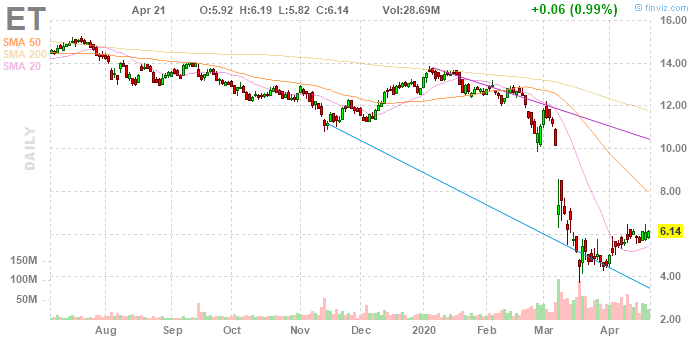 ET
Apr 21 O:5.92 H:6.19 L:5.82 C:6.14 Vol:28.69M +0.06 (0.99%)
© finviz.com
SMA 50
SMA 200
SMA 20
DAILY
16.00
14.00
12.00
10.00
8.00
6.14
4.00
2.00
150M
100M
50M
Aug Sep Oct Nov Dec 2020 Feb Mar Apr